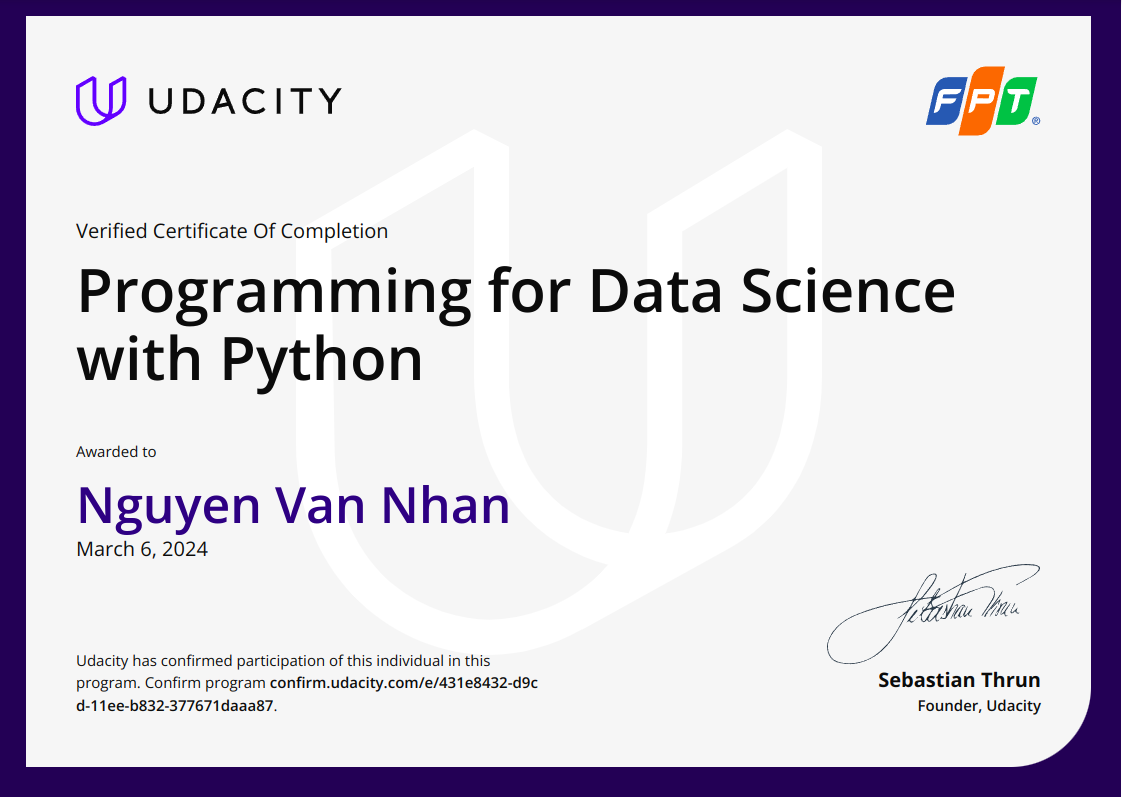 UDACITY
FPT®
Verified Certificate Of Completion
Programming for Data Science
with Python
Awarded to
Nguyen Van Nhan
March 6, 2024
Udacity has confirmed participation of this individual in this
program. Confirm program confirm.udacity.com/e/431e8432-d9c
d-11ee-b832-377671daaa87.
Sebastian Thrun
Sebastian Thrun
Founder, Udacity